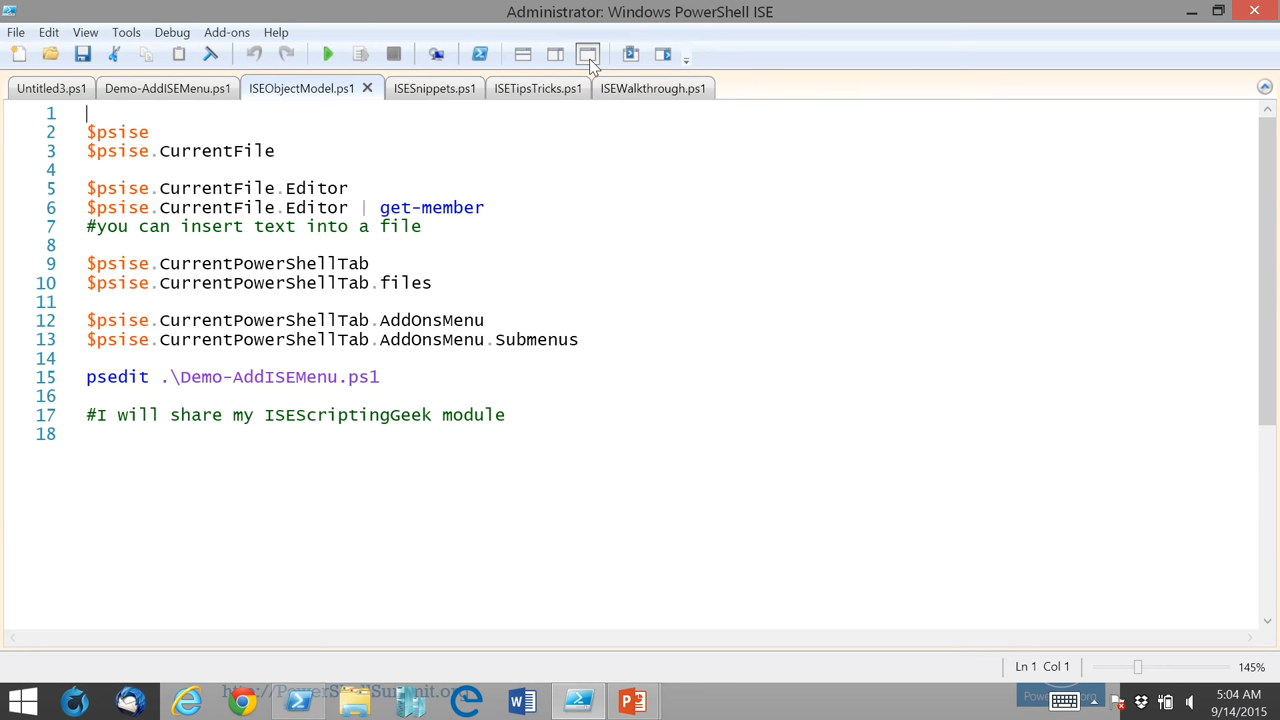 Administrator: Windows PowerShell ISE
File Edit View Tools Debug Add-ons Help
Untitled3.ps1 Demo-AddISEMenu.ps1 ISEObjectModel.ps1 ISESnippets.ps1 ISETipsTricks.ps1 ISEWalkthrough.ps1
1
2 $psise
3 $psise.CurrentFile
4
5 $psise.CurrentFile.Editor
6 $psise.CurrentFile.Editor | get-member
7 #you can insert text into a file
8
9 $psise.CurrentPowerShellTab
10 $psise.CurrentPowerShellTab.files
11
12 $psise.CurrentPowerShellTab.AddOnsMenu
13 $psise.CurrentPowerShellTab.AddOnsMenu.Submenus
14
15 psedit .\Demo-AddISEMenu.ps1
16
17 #I will share my ISEScriptingGeek module
18
Ln 1 Col 1 145%
http://PowerShellSummit.or
5:04 AM
9/14/2015